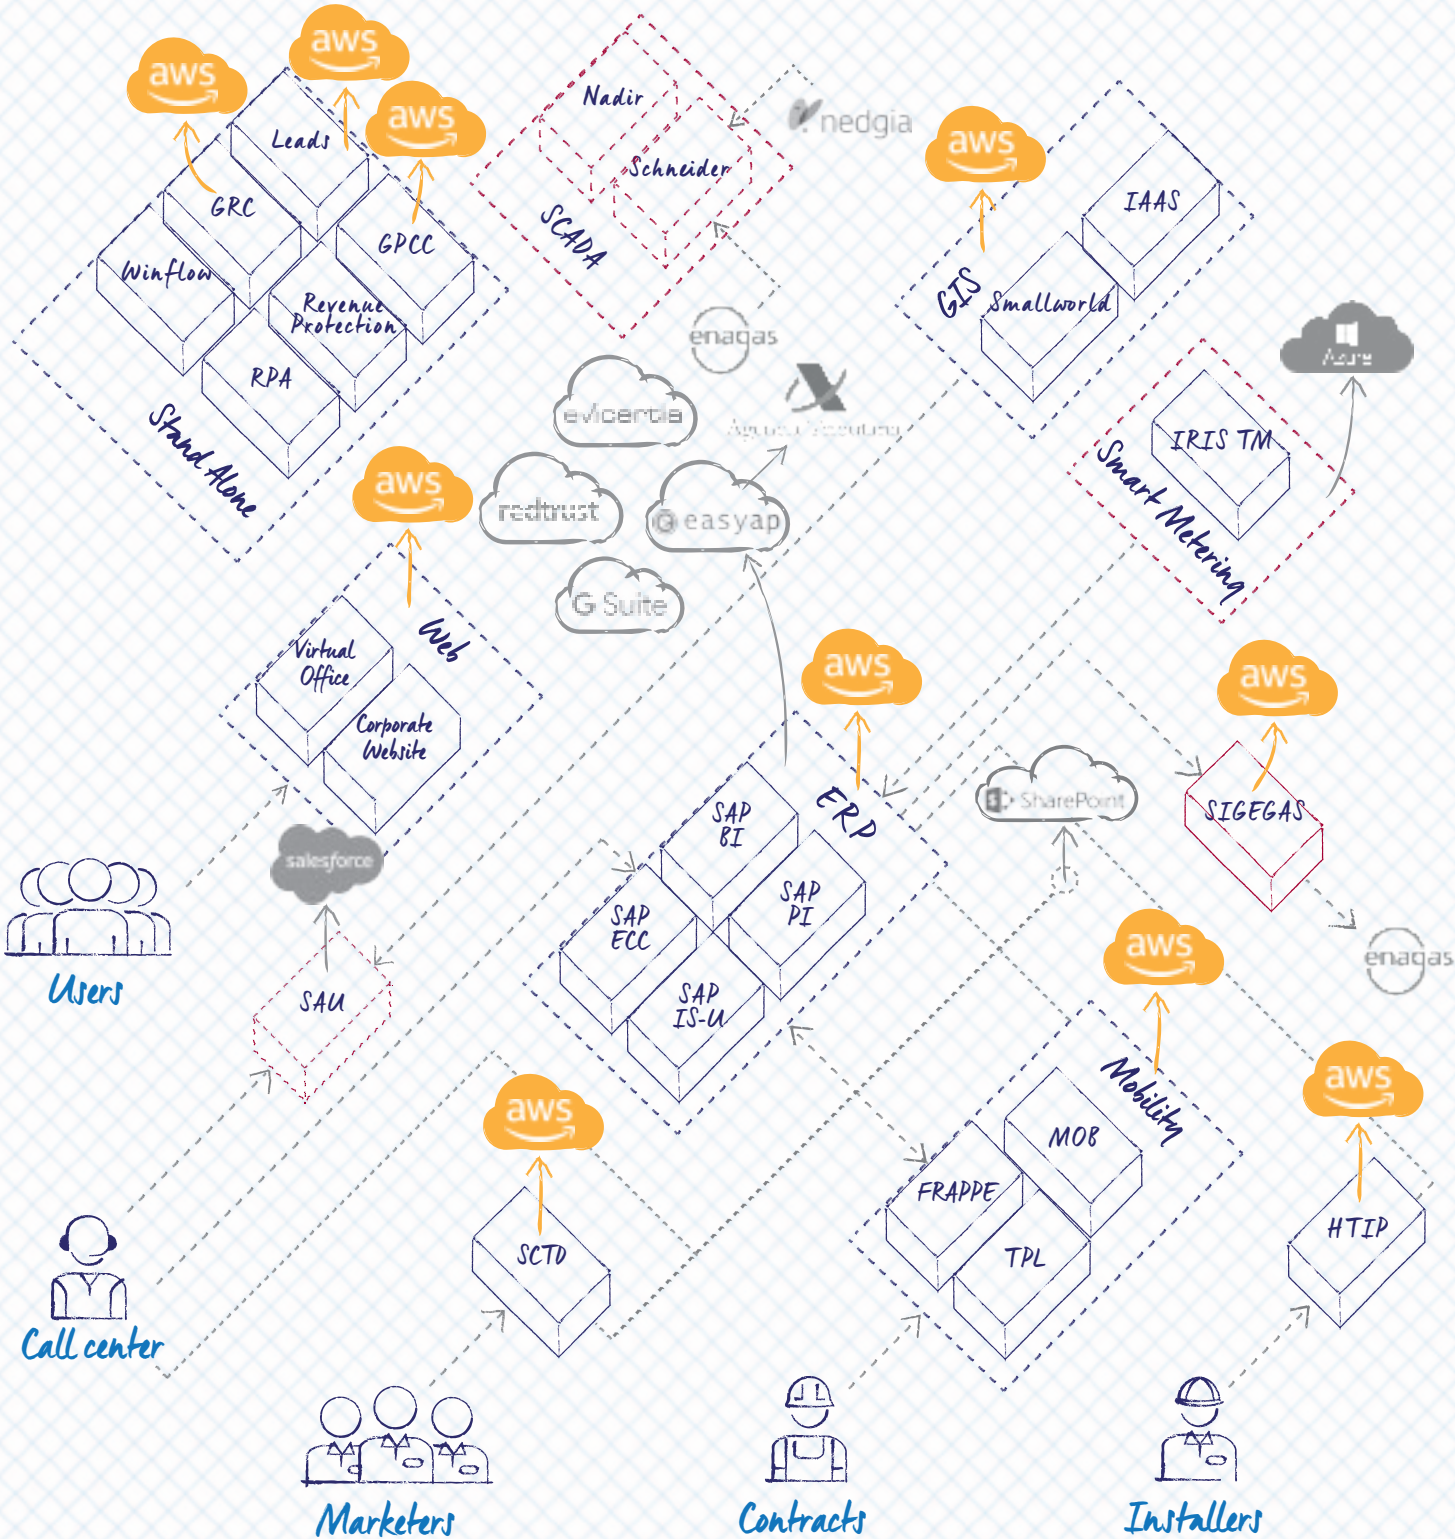 aws
aws
aws
Leads
GRC
GPCC
Winflow
Revenue
Protection
RPA
Stand Alone
Nadir
Schneider
SCADA
nedgia
enagas
aws
IAAS
GIS
Smallworld
Azure
IRIS TM
Smart Metering
evicertia
redtrust
easyap
G Suite
aws
Web
Virtual
Office
Corporate
Website
aws
ERP
SAP
BI
SAP
PI
SAP
ECC
SAP
IS-U
SharePoint
aws
SIGEGAS
enagas
salesforce
SAU
Users
aws
Mobility
MOB
FRAPPE
TPL
aws
HTIP
aws
SCTD
Call center
Marketers
Contracts
Installers